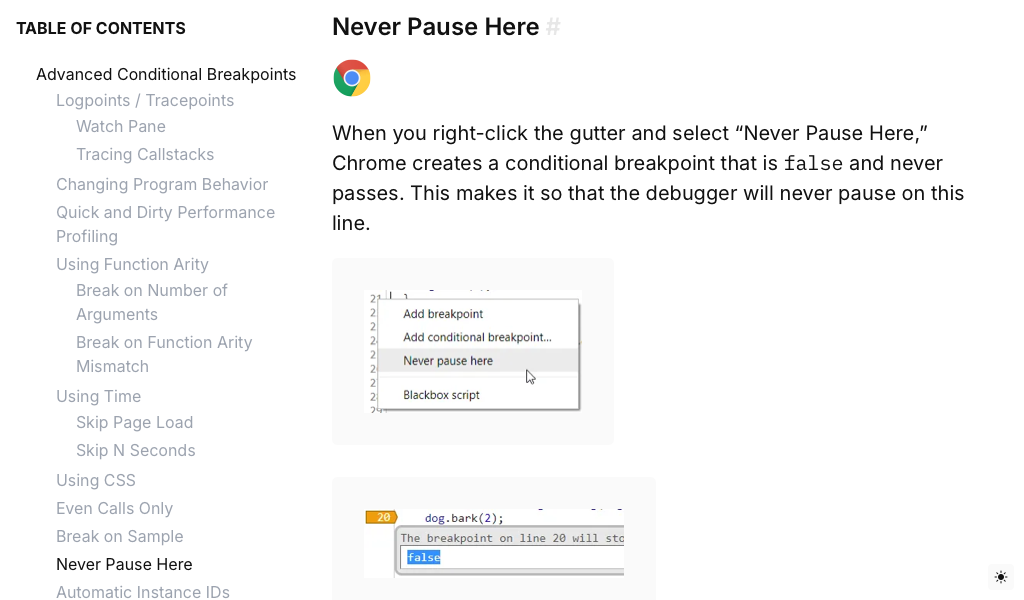 TABLE OF CONTENTS
Advanced Conditional Breakpoints
Logpoints / Tracepoints
Watch Pane
Tracing Callstacks
Changing Program Behavior
Quick and Dirty Performance
Profiling
Using Function Arity
Break on Number of
Arguments
Break on Function Arity
Mismatch
Using Time
Skip Page Load
Skip N Seconds
Using CSS
Even Calls Only
Break on Sample
Never Pause Here
Automatic Instance IDs
Never Pause Here #
When you right-click the gutter and select “Never Pause Here,”
Chrome creates a conditional breakpoint that is false and never
passes. This makes it so that the debugger will never pause on this
line.
Add breakpoint
Add conditional breakpoint...
Never pause here
Blackbox script
20 dog.bark(2);
The breakpoint on line 20 will sto
false